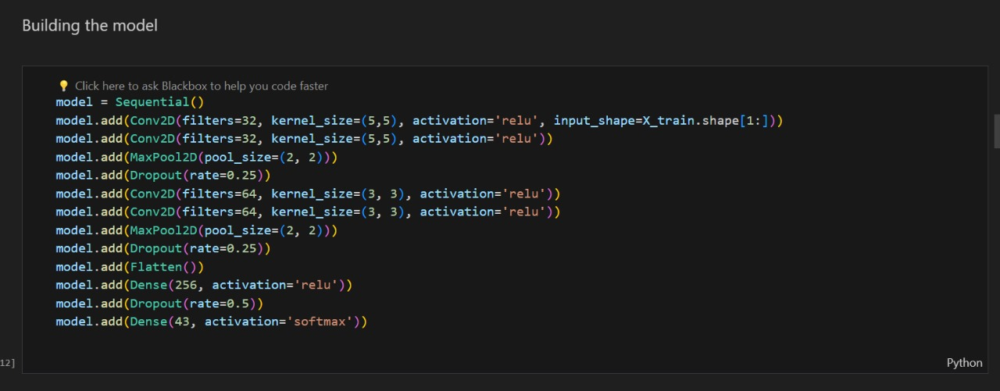 Building the model
💡 Click here to ask Blackbox to help you code faster
model = Sequential()
model.add(Conv2D(filters=32, kernel_size=(5,5), activation='relu', input_shape=X_train.shape[1:]))
model.add(Conv2D(filters=32, kernel_size=(5,5), activation='relu'))
model.add(MaxPool2D(pool_size=(2, 2)))
model.add(Dropout(rate=0.25))
model.add(Conv2D(filters=64, kernel_size=(3, 3), activation='relu'))
model.add(Conv2D(filters=64, kernel_size=(3, 3), activation='relu'))
model.add(MaxPool2D(pool_size=(2, 2)))
model.add(Dropout(rate=0.25))
model.add(Flatten())
model.add(Dense(256, activation='relu'))
model.add(Dropout(rate=0.5))
model.add(Dense(43, activation='softmax'))
12]
Python